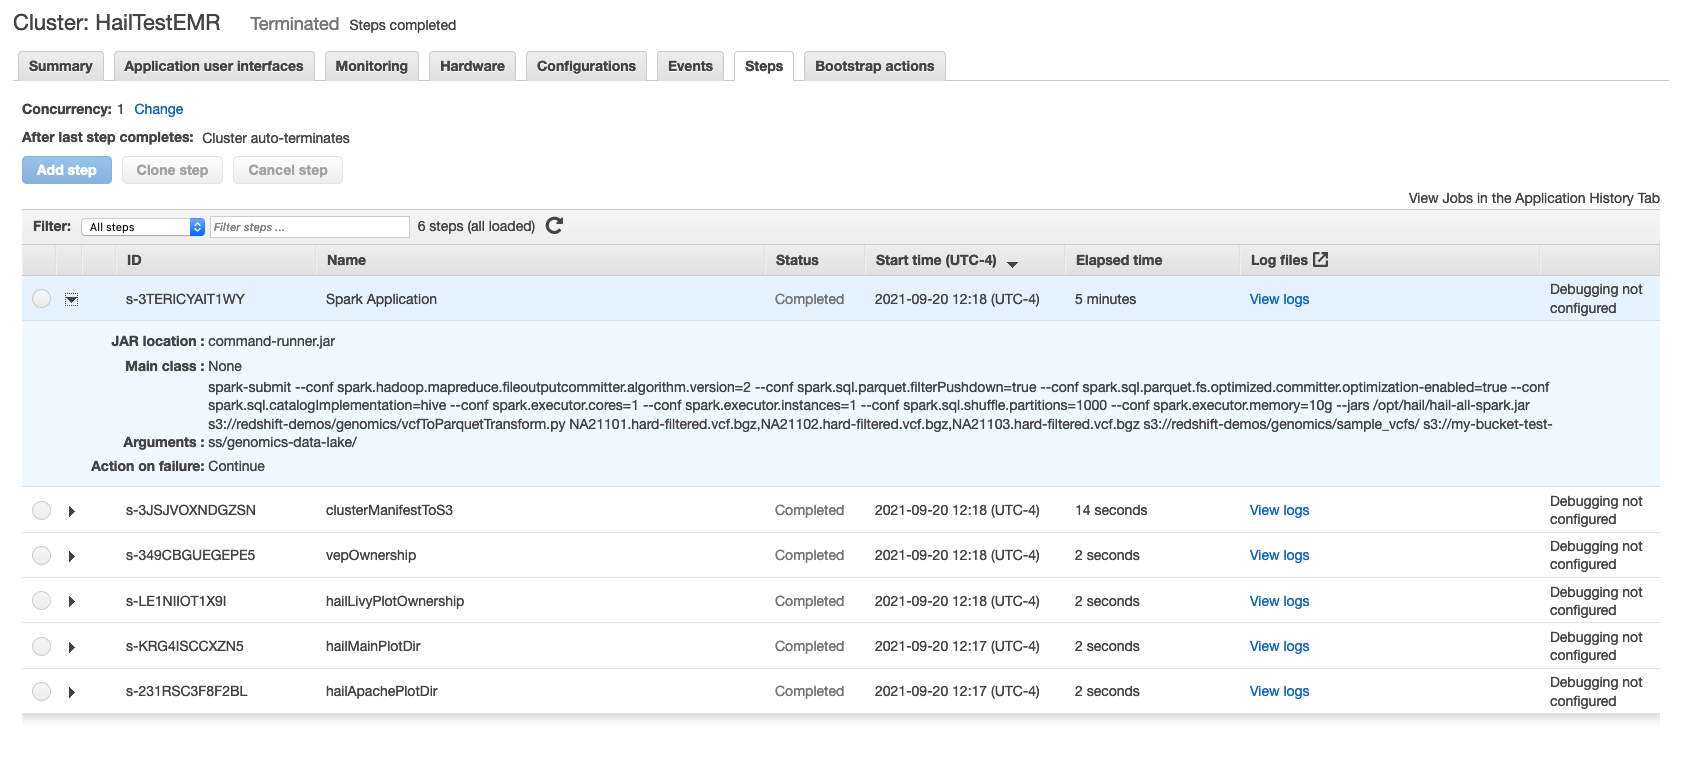 Cluster: HailTestEMR Terminated Steps completed
Summary Application user interfaces Monitoring Hardware Configurations Events Steps Bootstrap actions
Concurrency: 1 Change
After last step completes: Cluster auto-terminates
Add step Clone step Cancel step
View Jobs in the Application History Tab
Filter: All steps Filter steps ... 6 steps (all loaded)
ID Name Status Start time (UTC-4) Elapsed time Log files
s-3TERICYAIT1WY Spark Application Completed 2021-09-20 12:18 (UTC-4) 5 minutes View logs Debugging not
configured
JAR location : command-runner.jar
Main class : None
spark-submit --conf spark.hadoop.mapreduce.fileoutputcommitter.algorithm.version=2 --conf spark.sql.parquet.filterPushdown=true --conf spark.sql.parquet.fs.optimized.committer.optimization-enabled=true --conf
spark.sql.catalogImplementation=hive --conf spark.executor.cores=1 --conf spark.executor.instances=1 --conf spark.sql.shuffle.partitions=1000 --conf spark.executor.memory=10g --jars /opt/hail/hail-all-spark.jar
s3://redshift-demos/genomics/vcfToParquetTransform.py NA21101.hard-filtered.vcf.bgz,NA21102.hard-filtered.vcf.bgz,NA21103.hard-filtered.vcf.bgz s3://redshift-demos/genomics/sample_vcfs/ s3://my-bucket-test-
Arguments : ss/genomics-data-lake/
Action on failure: Continue
s-3JSJVOXNDGZSN clusterManifestToS3 Completed 2021-09-20 12:18 (UTC-4) 14 seconds View logs Debugging not
configured
s-349CBGUEGEPE5 vepOwnership Completed 2021-09-20 12:18 (UTC-4) 2 seconds View logs Debugging not
configured
s-LE1NIIOT1X9I hailLivyPlotOwnership Completed 2021-09-20 12:18 (UTC-4) 2 seconds View logs Debugging not
configured
s-KRG4ISCCXZN5 hailMainPlotDir Completed 2021-09-20 12:17 (UTC-4) 2 seconds View logs Debugging not
configured
s-231RSC3F8F2BL hailApachePlotDir Completed 2021-09-20 12:17 (UTC-4) 2 seconds View logs Debugging not
configured